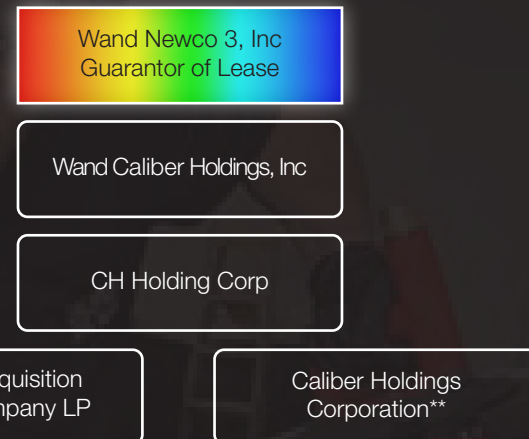 Wand Newco 3, Inc
Guarantor of Lease
Wand Caliber Holdings, Inc
CH Holding Corp
quisition
mpany LP
Caliber Holdings
Corporation**